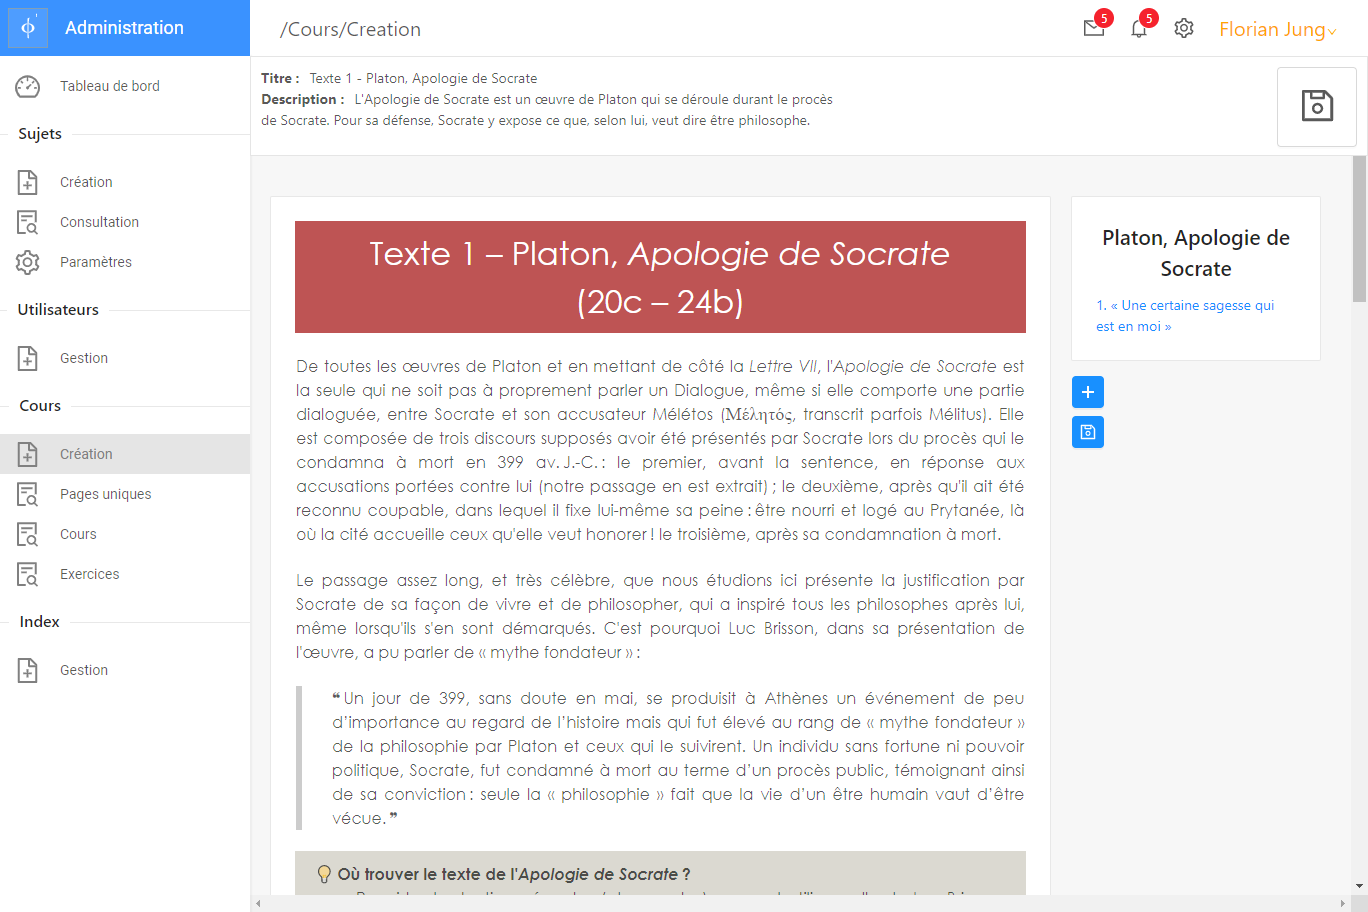 ϕ'
Administration
/Cours/Creation
5
5
Florian Jung
Tableau de bord
Sujets
Création
Consultation
Paramètres
Utilisateurs
Gestion
Cours
Création
Pages uniques
Cours
Exercices
Index
Gestion
Titre : Texte 1 - Platon, Apologie de Socrate
Description : L'Apologie de Socrate est un œuvre de Platon qui se déroule durant le procès
de Socrate. Pour sa défense, Socrate y expose ce que, selon lui, veut dire être philosophe.
Texte 1 – Platon, Apologie de Socrate
(20c – 24b)
De toutes les œuvres de Platon et en mettant de côté la Lettre VII, l'Apologie de Socrate est
la seule qui ne soit pas à proprement parler un Dialogue, même si elle comporte une partie
dialoguée, entre Socrate et son accusateur Mélétos (Μέλητός, transcrit parfois Mélitus). Elle
est composée de trois discours supposés avoir été présentés par Socrate lors du procès qui le
condamna à mort en 399 av. J.-C. : le premier, avant la sentence, en réponse aux
accusations portées contre lui (notre passage en est extrait) ; le deuxième, après qu'il ait été
reconnu coupable, dans lequel il fixe lui-même sa peine : être nourri et logé au Prytanée, là
où la cité accueille ceux qu'elle veut honorer ! le troisième, après sa condamnation à mort.
Le passage assez long, et très célèbre, que nous étudions ici présente la justification par
Socrate de sa façon de vivre et de philosopher, qui a inspiré tous les philosophes après lui,
même lorsqu'ils s'en sont démarqués. C'est pourquoi Luc Brisson, dans sa présentation de
l'œuvre, a pu parler de « mythe fondateur » :
❝ Un jour de 399, sans doute en mai, se produisit à Athènes un événement de peu
d’importance au regard de l’histoire mais qui fut élevé au rang de « mythe fondateur »
de la philosophie par Platon et ceux qui le suivirent. Un individu sans fortune ni pouvoir
politique, Socrate, fut condamné à mort au terme d’un procès public, témoignant ainsi
de sa conviction : seule la « philosophie » fait que la vie d’un être humain vaut d’être
vécue. ❞
Où trouver le texte de l'Apologie de Socrate ?
Platon, Apologie de
Socrate
1. « Une certaine sagesse qui
est en moi »